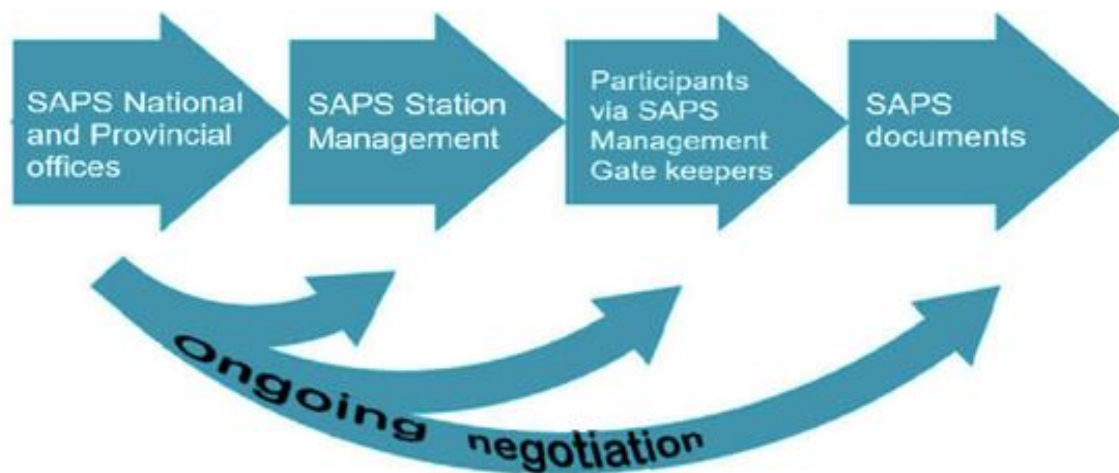 SAPS National
and Provincial
offices
SAPS Station
Management
Participants
via SAPS
Management
Gate keepers
SAPS
documents
Ongoing negotiation